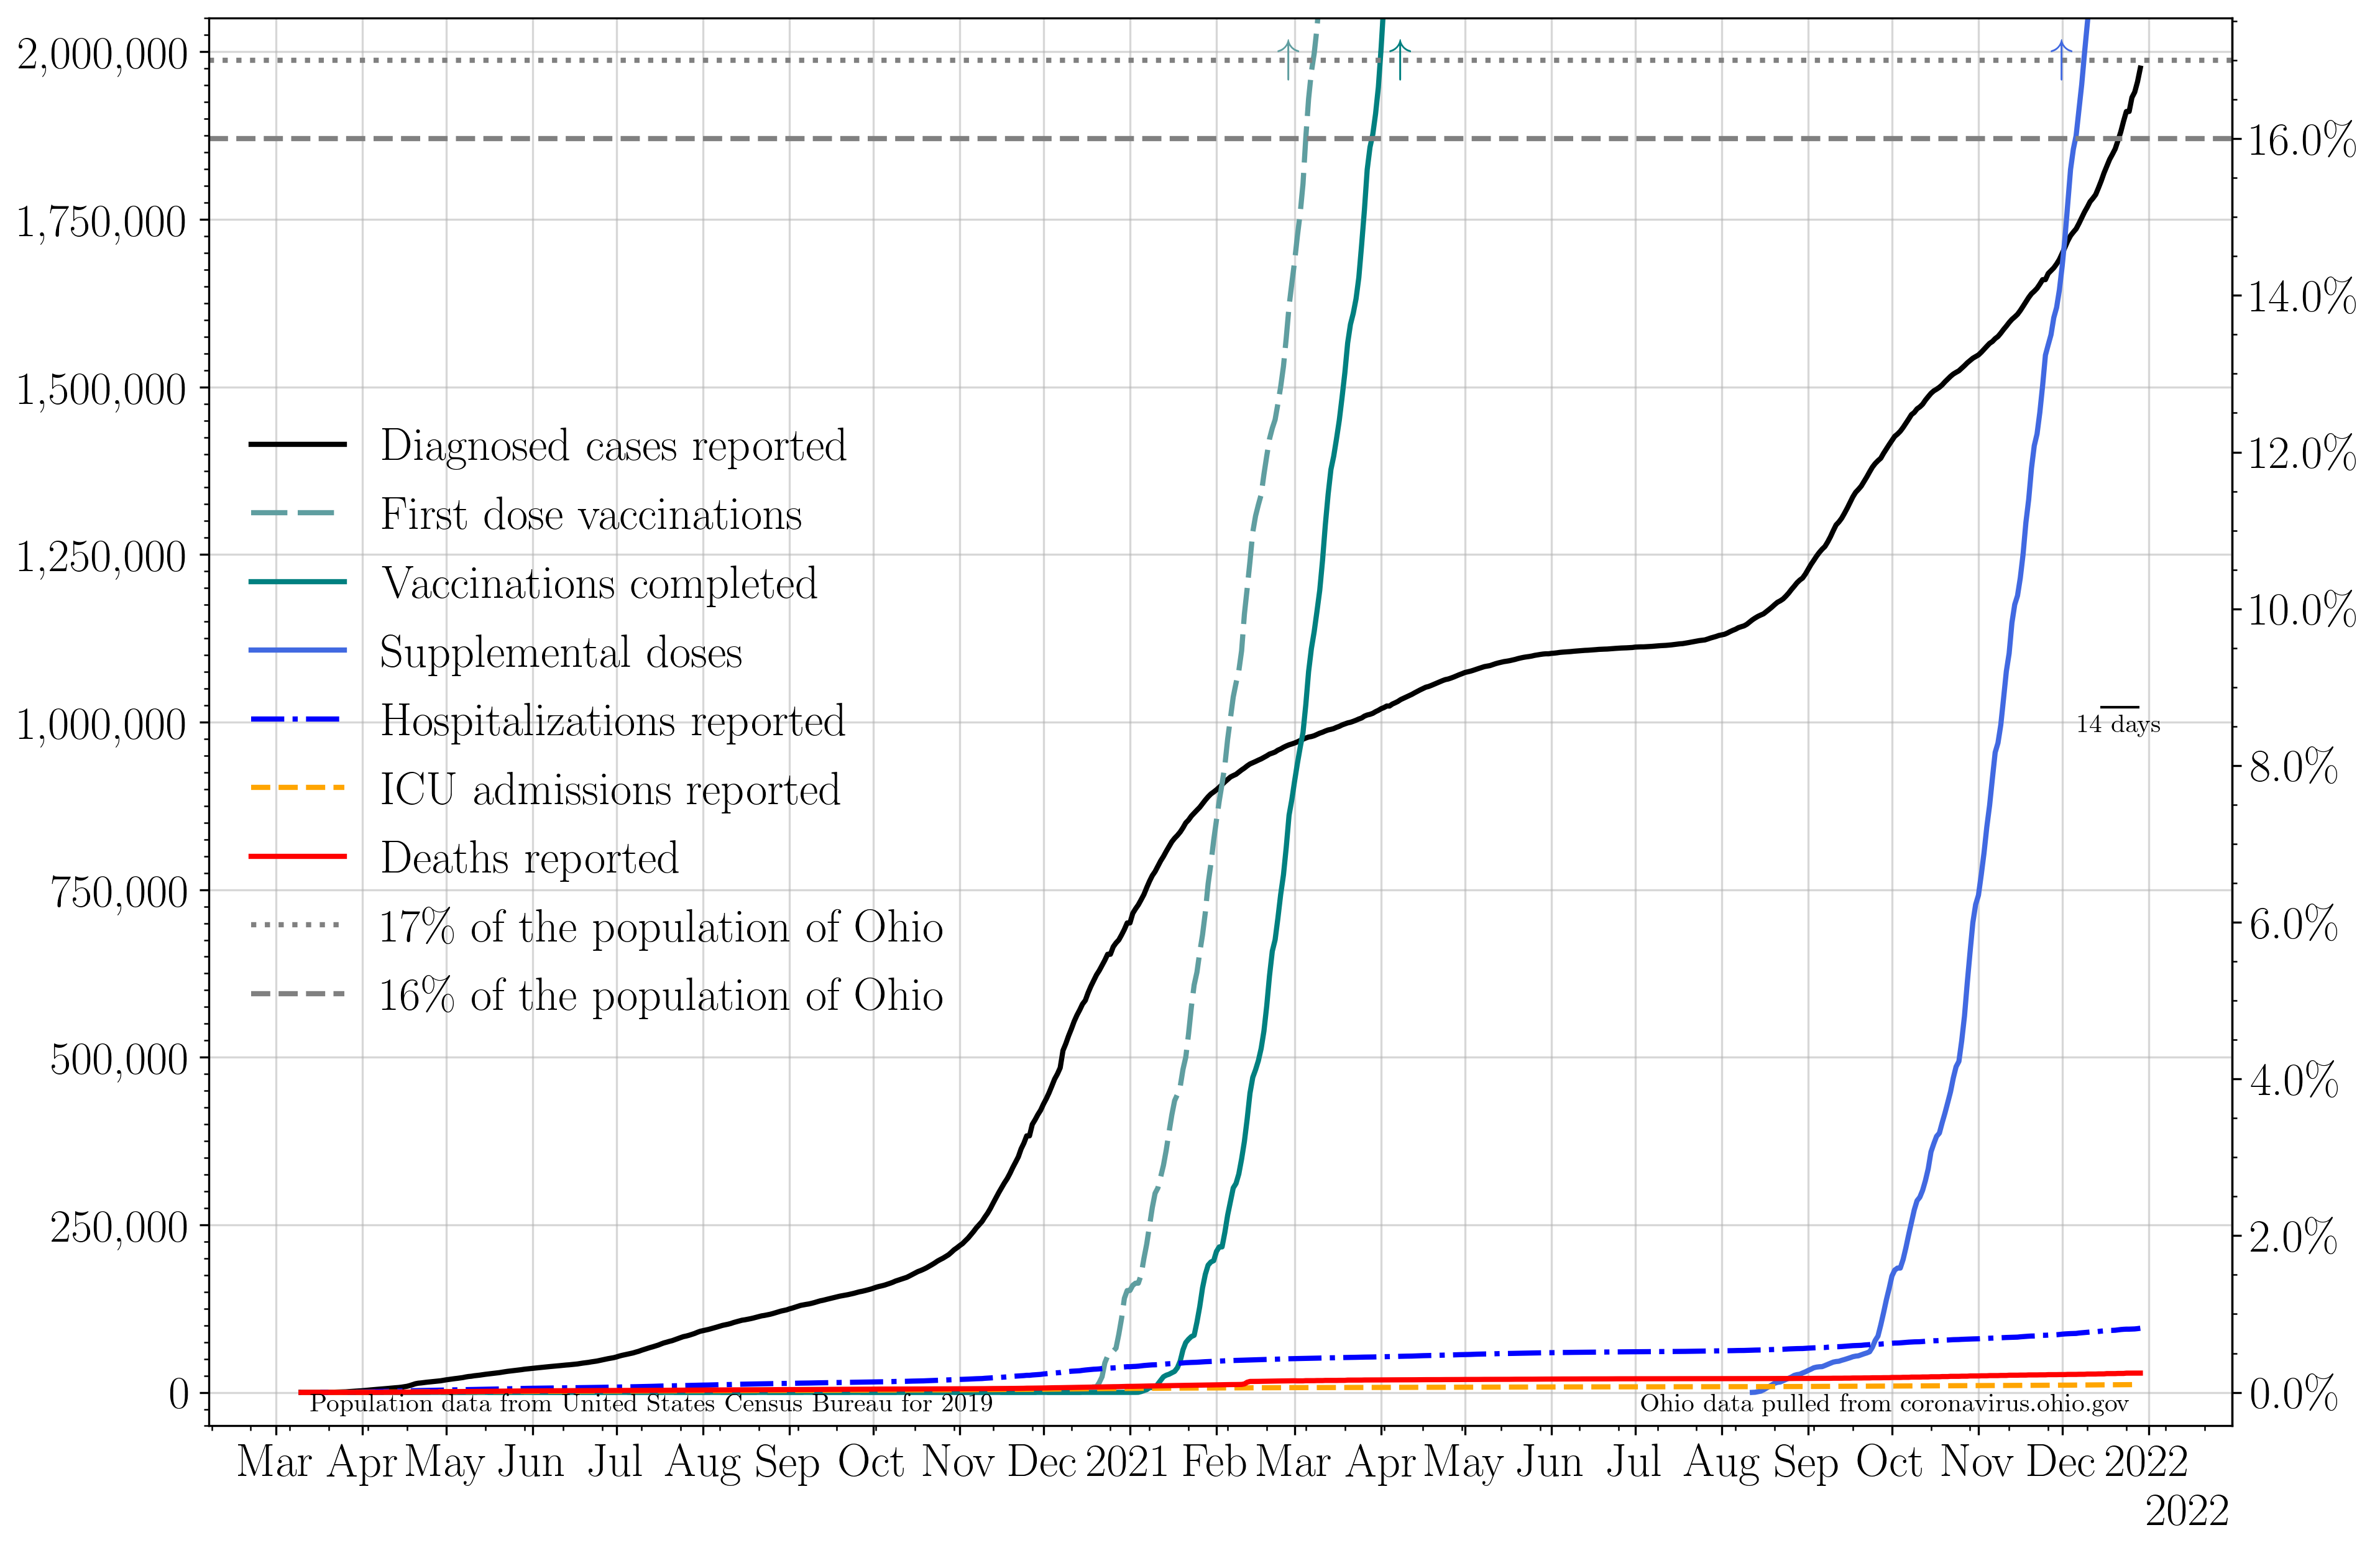 2,000,000
1,750,000
1,500,000
1,250,000
1,000,000
750,000
500,000
250,000
0
16.0%
14.0%
12.0%
10.0%
8.0%
6.0%
4.0%
2.0%
0.0%
Diagnosed cases reported
First dose vaccinations
Vaccinations completed
Supplemental doses
Hospitalizations reported
ICU admissions reported
Deaths reported
17% of the population of Ohio
16% of the population of Ohio
14 days
Population data from United States Census Bureau for 2019
Ohio data pulled from coronavirus.ohio.gov
Mar Apr May Jun Jul Aug Sep Oct Nov Dec 2021 Feb Mar Apr May Jun Jul Aug Sep Oct Nov Dec 2022
2022